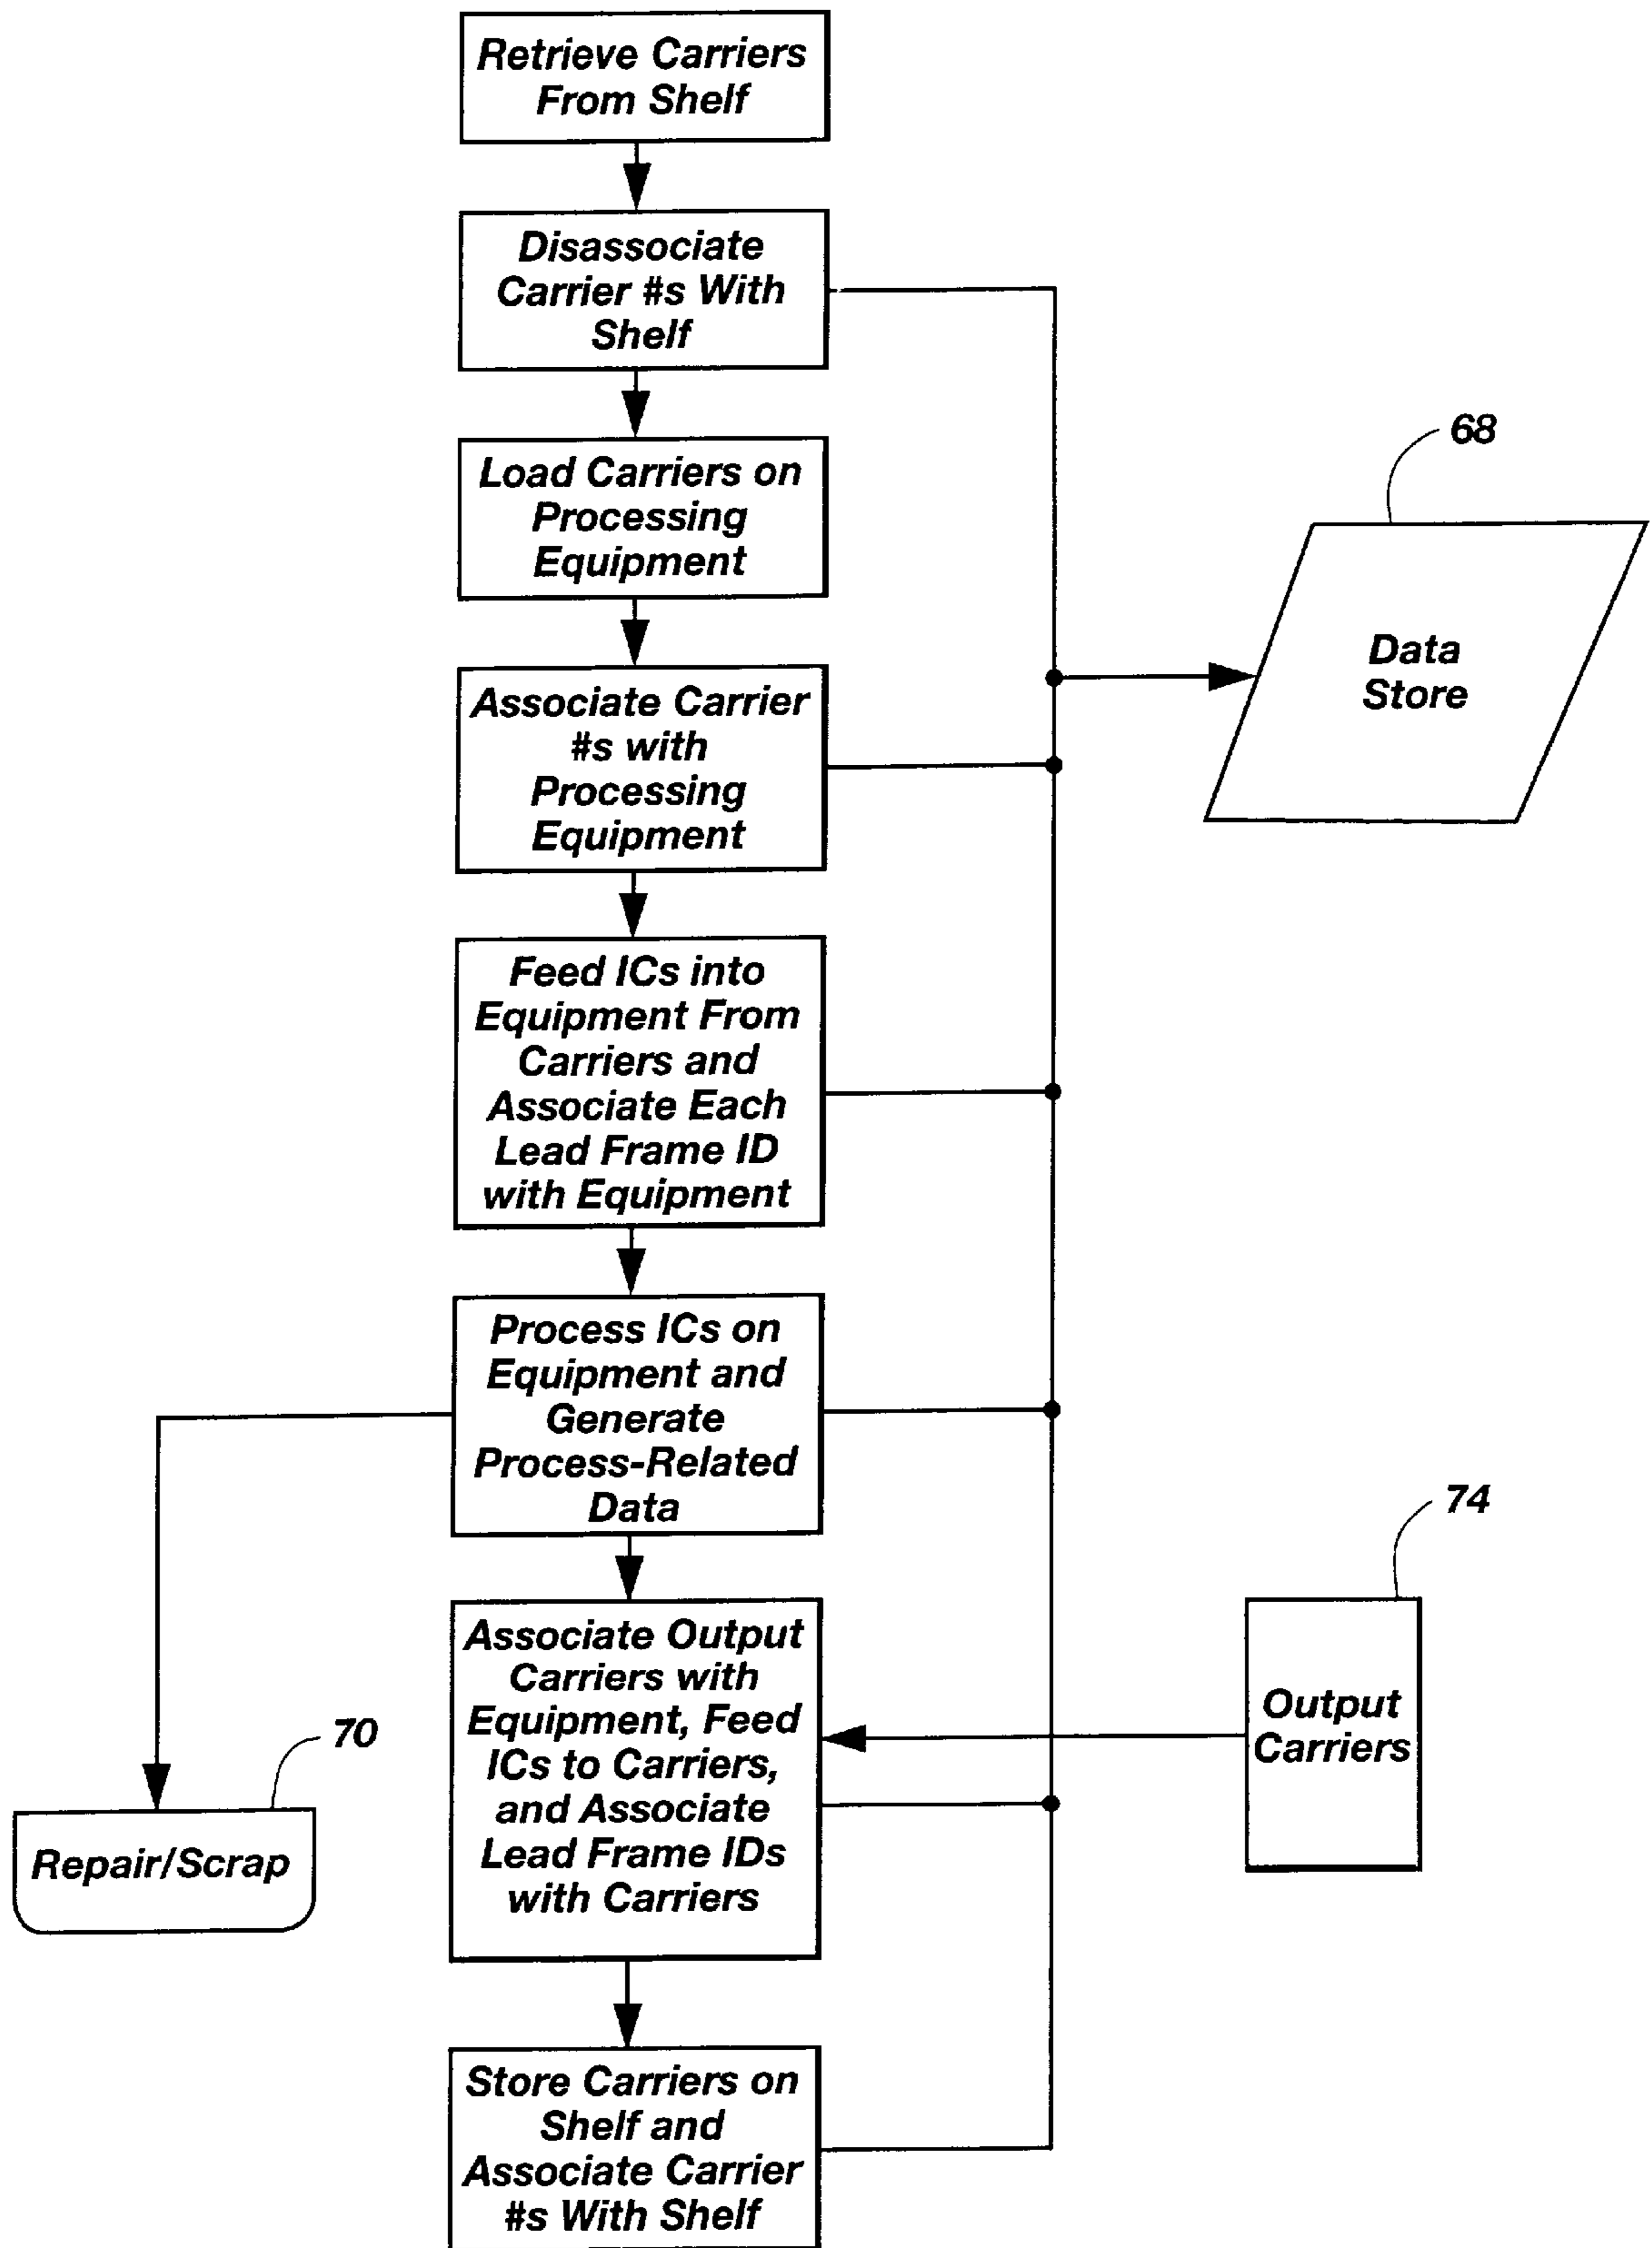 Retrieve Carriers
From Shelf
Disassociate
Carrier #s With
Shelf
Load Carriers on
Processing
Equipment
68
Data
Store
Associate Carrier
#s with
Processing
Equipment
Feed ICs into
Equipment From
Carriers and
Associate Each
Lead Frame ID
with Equipment
Process ICs on
Equipment and
Generate
Process-Related
Data
74
Output
Carriers
Associate Output
Carriers with
Equipment, Feed
ICs to Carriers,
and Associate
Lead Frame IDs
with Carriers
70
Repair/Scrap
Store Carriers on
Shelf and
Associate Carrier
#s With Shelf